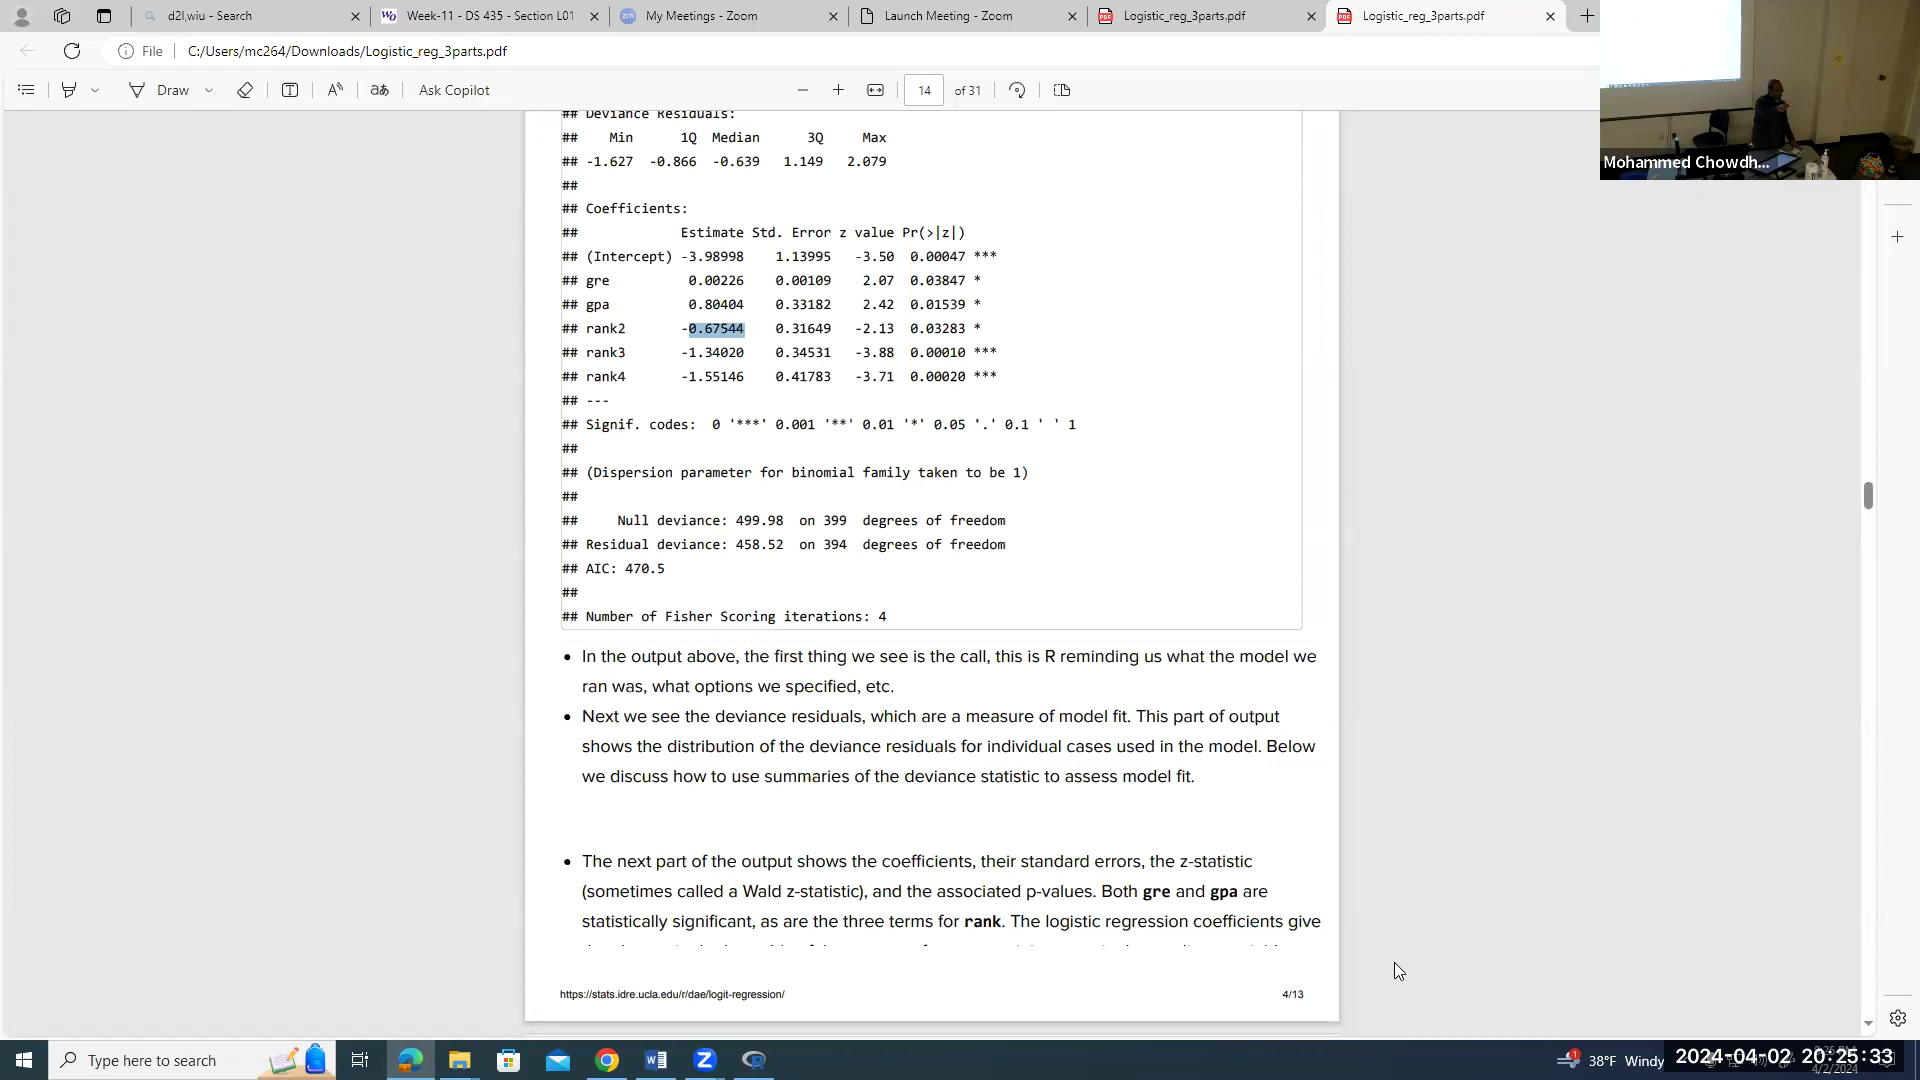 d2l,wiu - Search
Week-11 - DS 435 - Section L01
My Meetings - Zoom
Launch Meeting - Zoom
Logistic_reg_3parts.pdf
Logistic_reg_3parts.pdf
File
C:/Users/mc264/Downloads/Logistic_reg_3parts.pdf
Draw
Ask Copilot
14 of 31
Mohammed Chowdh...
## Deviance Residuals:
## Min 1Q Median 3Q Max
## -1.627 -0.866 -0.639 1.149 2.079
##
## Coefficients:
## Estimate Std. Error z value Pr(>|z|)
## (Intercept) -3.98998 1.13995 -3.50 0.00047 ***
## gre 0.00226 0.00109 2.07 0.03847 *
## gpa 0.80404 0.33182 2.42 0.01539 *
## rank2 -0.67544 0.31649 -2.13 0.03283 *
## rank3 -1.34020 0.34531 -3.88 0.00010 ***
## rank4 -1.55146 0.41783 -3.71 0.00020 ***
## ---
## Signif. codes: 0 '***' 0.001 '**' 0.01 '*' 0.05 '.' 0.1 ' ' 1
##
## (Dispersion parameter for binomial family taken to be 1)
##
## Null deviance: 499.98 on 399 degrees of freedom
## Residual deviance: 458.52 on 394 degrees of freedom
## AIC: 470.5
##
## Number of Fisher Scoring iterations: 4
• In the output above, the first thing we see is the call, this is R reminding us what the model we
ran was, what options we specified, etc.
• Next we see the deviance residuals, which are a measure of model fit. This part of output
shows the distribution of the deviance residuals for individual cases used in the model. Below
we discuss how to use summaries of the deviance statistic to assess model fit.
• The next part of the output shows the coefficients, their standard errors, the z-statistic
(sometimes called a Wald z-statistic), and the associated p-values. Both gre and gpa are
statistically significant, as are the three terms for rank. The logistic regression coefficients give
https://stats.idre.ucla.edu/r/dae/logit-regression/
4/13
Type here to search
38°F Windy
2024-04-02 20:25:33
4/2/2024